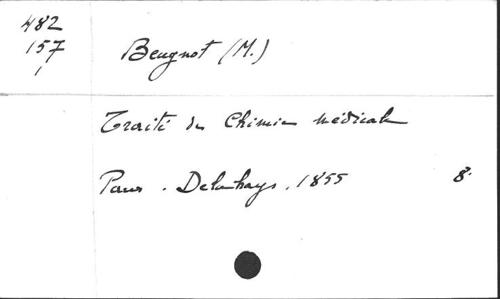 482
157
1
Beugnot (M.)
Traité de Chimie médicale
Paris. Delahays, 1855 8.